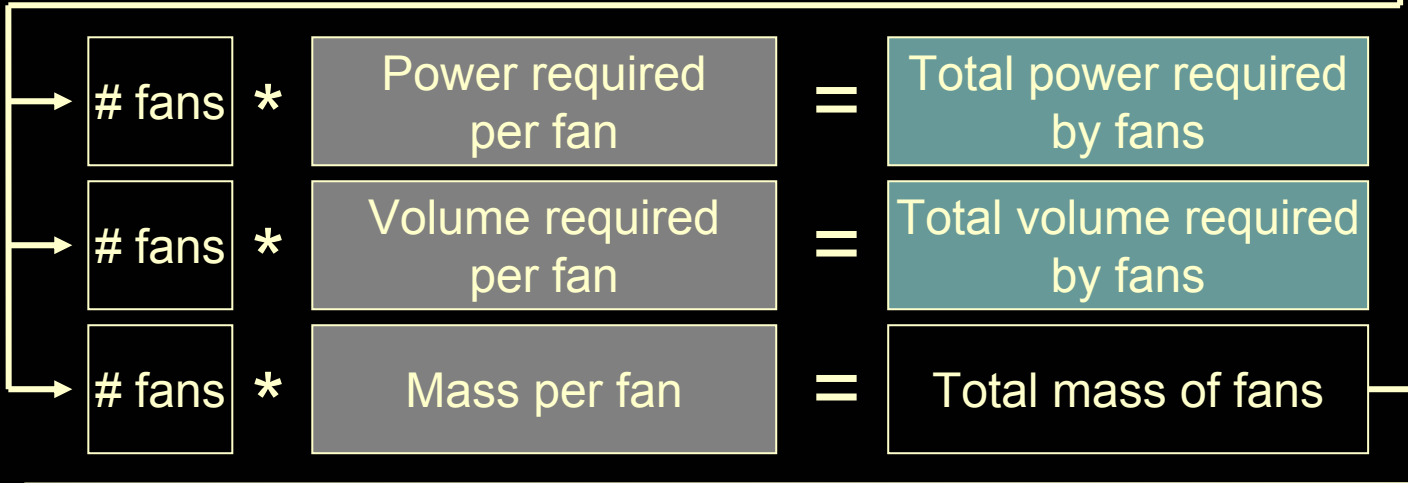 # fans * Power required per fan = Total power required by fans
# fans * Volume required per fan = Total volume required by fans
# fans * Mass per fan = Total mass of fans